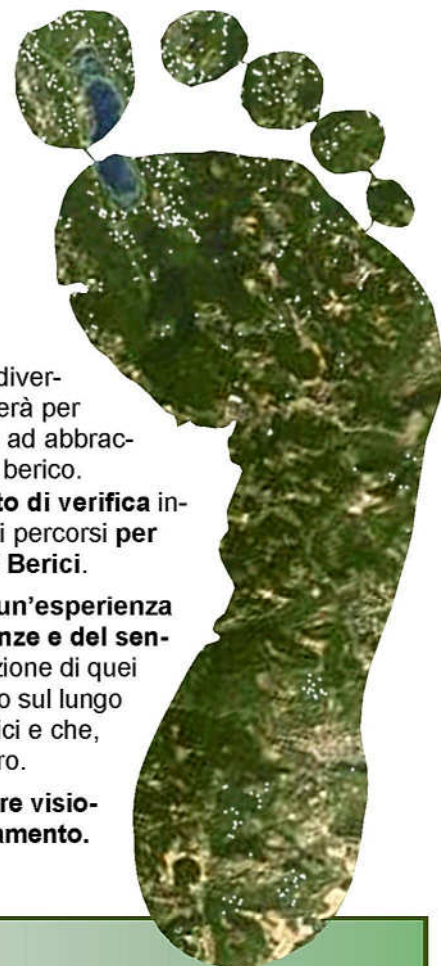 diver-
erà per
ad abbrac-
berico.
to di verifica in-
i percorsi per
Berici.
un’esperienza
nze e del sen-
zione di quei
o sul lungo
ici e che,
ro.
re visio-
amento.